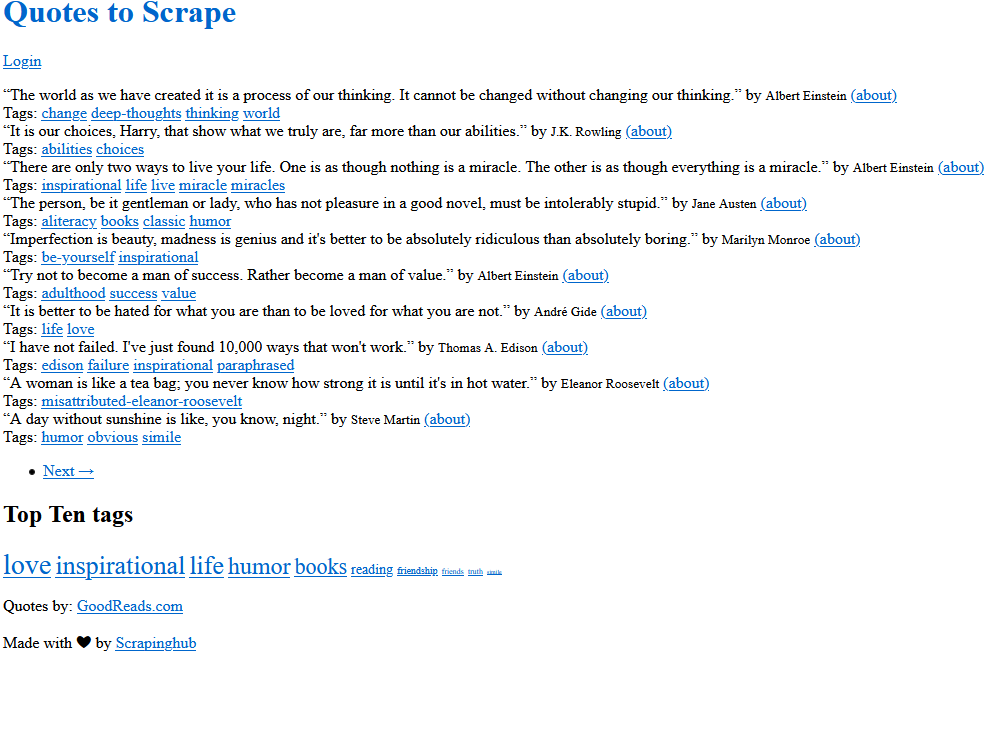 Quotes to Scrape
Login
“The world as we have created it is a process of our thinking. It cannot be changed without changing our thinking.” by Albert Einstein (about)
Tags: change deep-thoughts thinking world
“It is our choices, Harry, that show what we truly are, far more than our abilities.” by J.K. Rowling (about)
Tags: abilities choices
“There are only two ways to live your life. One is as though nothing is a miracle. The other is as though everything is a miracle.” by Albert Einstein (about)
Tags: inspirational life live miracle miracles
“The person, be it gentleman or lady, who has not pleasure in a good novel, must be intolerably stupid.” by Jane Austen (about)
Tags: aliteracy books classic humor
“Imperfection is beauty, madness is genius and it's better to be absolutely ridiculous than absolutely boring.” by Marilyn Monroe (about)
Tags: be-yourself inspirational
“Try not to become a man of success. Rather become a man of value.” by Albert Einstein (about)
Tags: adulthood success value
“It is better to be hated for what you are than to be loved for what you are not.” by André Gide (about)
Tags: life love
“I have not failed. I've just found 10,000 ways that won't work.” by Thomas A. Edison (about)
Tags: edison failure inspirational paraphrased
“A woman is like a tea bag; you never know how strong it is until it's in hot water.” by Eleanor Roosevelt (about)
Tags: misattributed-eleanor-roosevelt
“A day without sunshine is like, you know, night.” by Steve Martin (about)
Tags: humor obvious simile
• Next →
Top Ten tags
love inspirational life humor books reading friendship friends truth simile
Quotes by: GoodReads.com
Made with ❤ by Scrapinghub